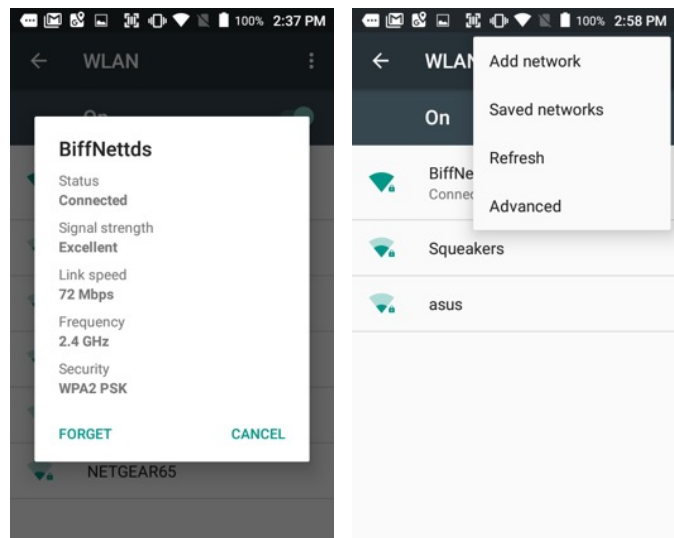 100% 2:37 PM
WLAN
On
BiffNettds
Status
Connected
Signal strength
Excellent
Link speed
72 Mbps
Frequency
2.4 GHz
Security
WPA2 PSK
FORGET CANCEL
NETGEAR65
100% 2:58 PM
WLAN
On
Add network
Saved networks
Refresh
Advanced
BiffNe
Connec
Squeakers
asus